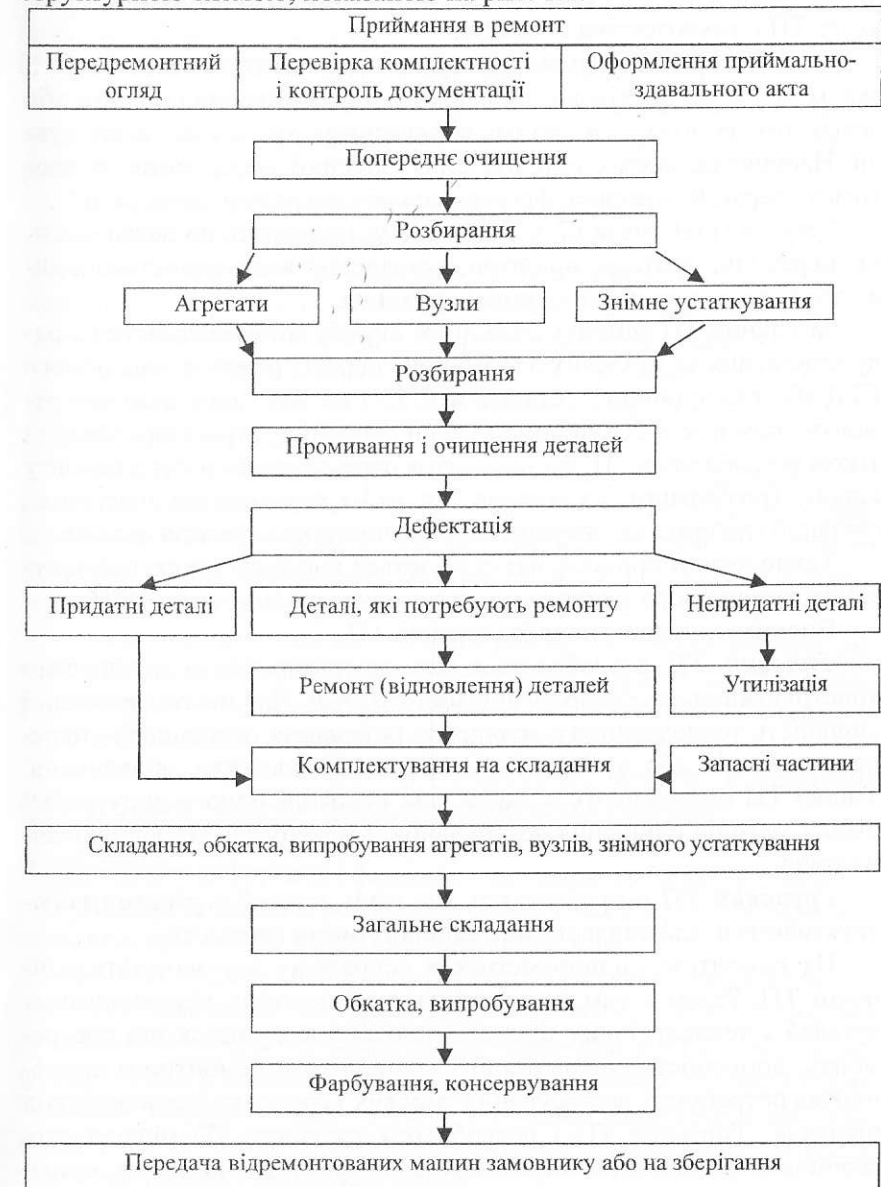 Приймання в ремонт
Передремонтний
огляд
Перевірка комплектності
і контроль документації
Оформлення приймально-
здавального акта
Попереднє очищення
Розбирання
Агрегати
Вузли
Знімне устаткування
Розбирання
Промивання і очищення деталей
Дефектація
Придатні деталі
Деталі, які потребують ремонту
Непридатні деталі
Ремонт (відновлення) деталей
Утилізація
Комплектування на складання
Запасні частини
Складання, обкатка, випробування агрегатів, вузлів, знімного устаткування
Загальне складання
Обкатка, випробування
Фарбування, консервування
Передача відремонтованих машин замовнику або на зберігання